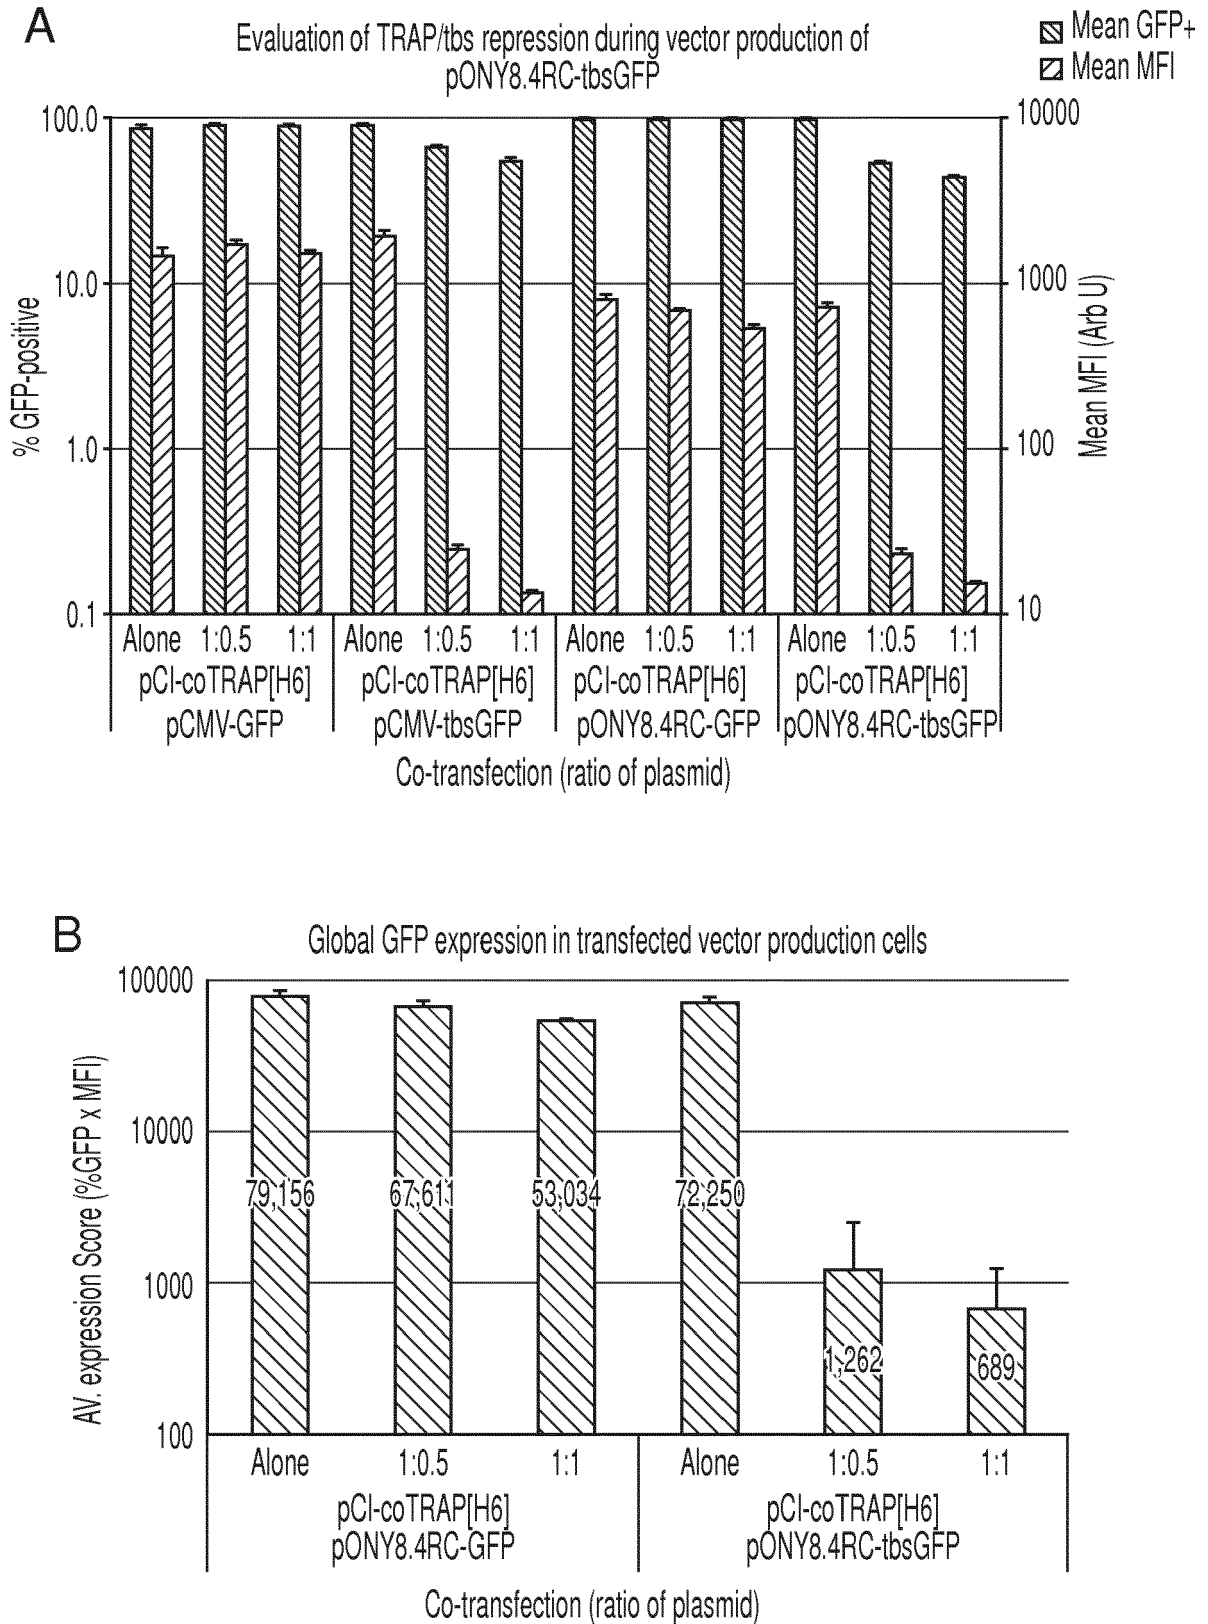 A
Evaluation of TRAP/tbs repression during vector production of
pONY8.4RC-tbsGFP
Mean GFP+
Mean MFI
100.0
10.0
1.0
0.1
% GFP-positive
10000
1000
100
10
Mean MFI (Arb U)
Alone 1:0.5 1:1 Alone 1:0.5 1:1 Alone 1:0.5 1:1 Alone 1:0.5 1:1
pCI-coTRAP[H6] pCI-coTRAP[H6] pCI-coTRAP[H6] pCI-coTRAP[H6]
pCMV-GFP pCMV-tbsGFP pONY8.4RC-GFP pONY8.4RC-tbsGFP
Co-transfection (ratio of plasmid)
B
Global GFP expression in transfected vector production cells
100000
10000
1000
100
AV. expression Score (%GFP x MFI)
79,156 67,611 53,034 72,250
1,262 689
Alone 1:0.5 1:1 Alone 1:0.5 1:1
pCI-coTRAP[H6] pCI-coTRAP[H6]
pONY8.4RC-GFP pONY8.4RC-tbsGFP
Co-transfection (ratio of plasmid)